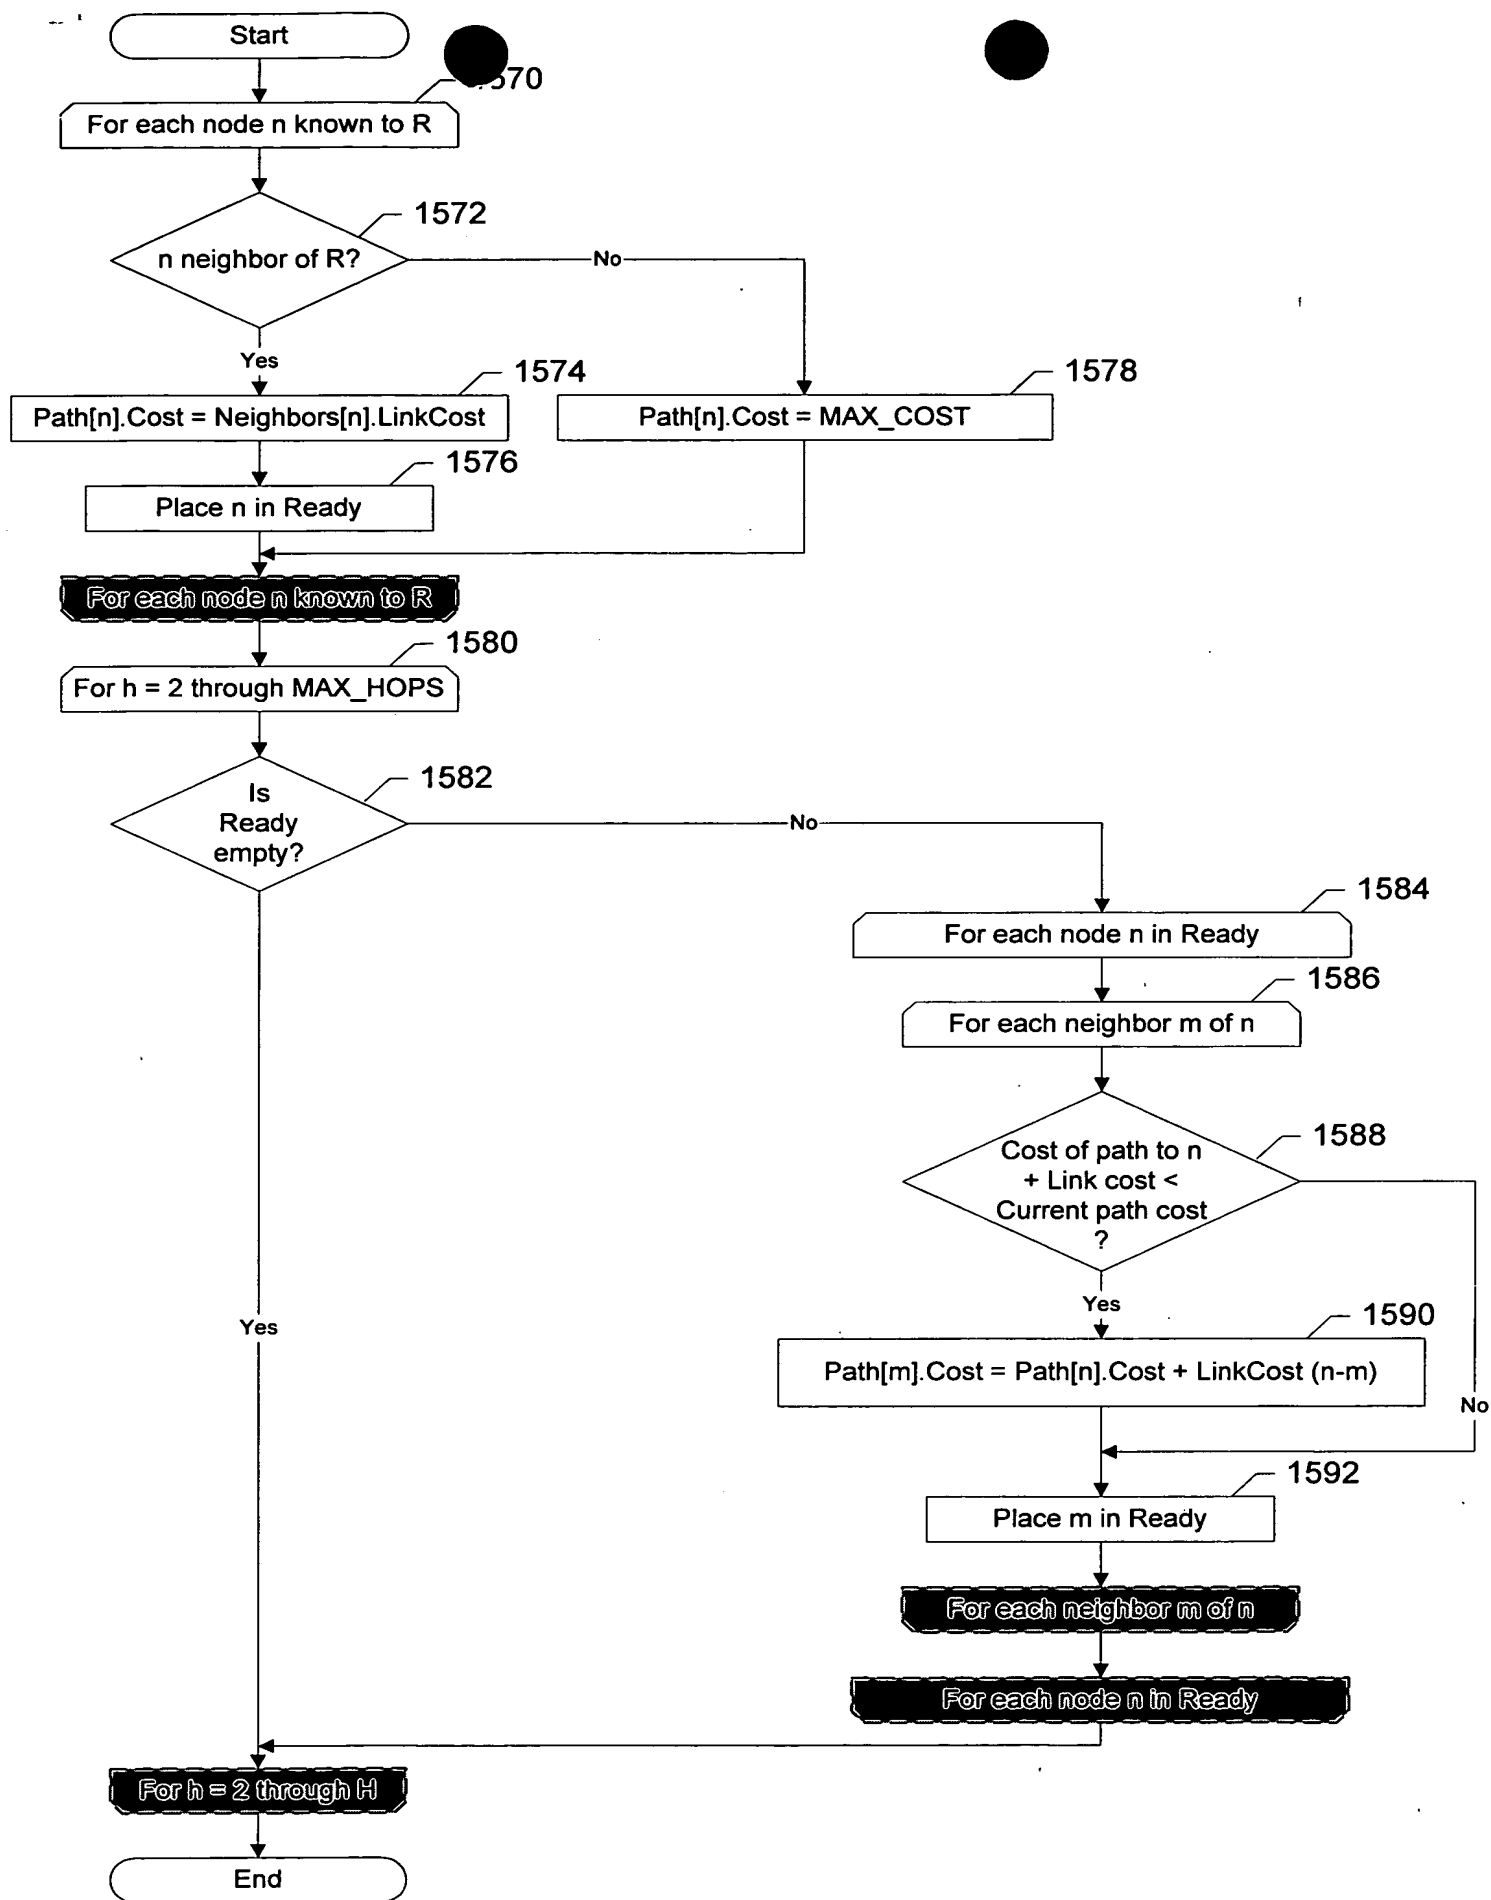 Start
For each node n known to R
1572
n neighbor of R?
No
Yes
1574
1578
Path[n].Cost = Neighbors[n].LinkCost
Path[n].Cost = MAX_COST
1576
Place n in Ready
For each node n known to R
1580
For h = 2 through MAX_HOPS
1582
Is
Ready
empty?
No
1584
For each node n in Ready
1586
For each neighbor m of n
1588
Cost of path to n
+ Link cost <
Current path cost
?
Yes
1590
Yes
Path[m].Cost = Path[n].Cost + LinkCost (n-m)
No
1592
Place m in Ready
For each neighbor m of n
For each node n in Ready
For h = 2 through H
End